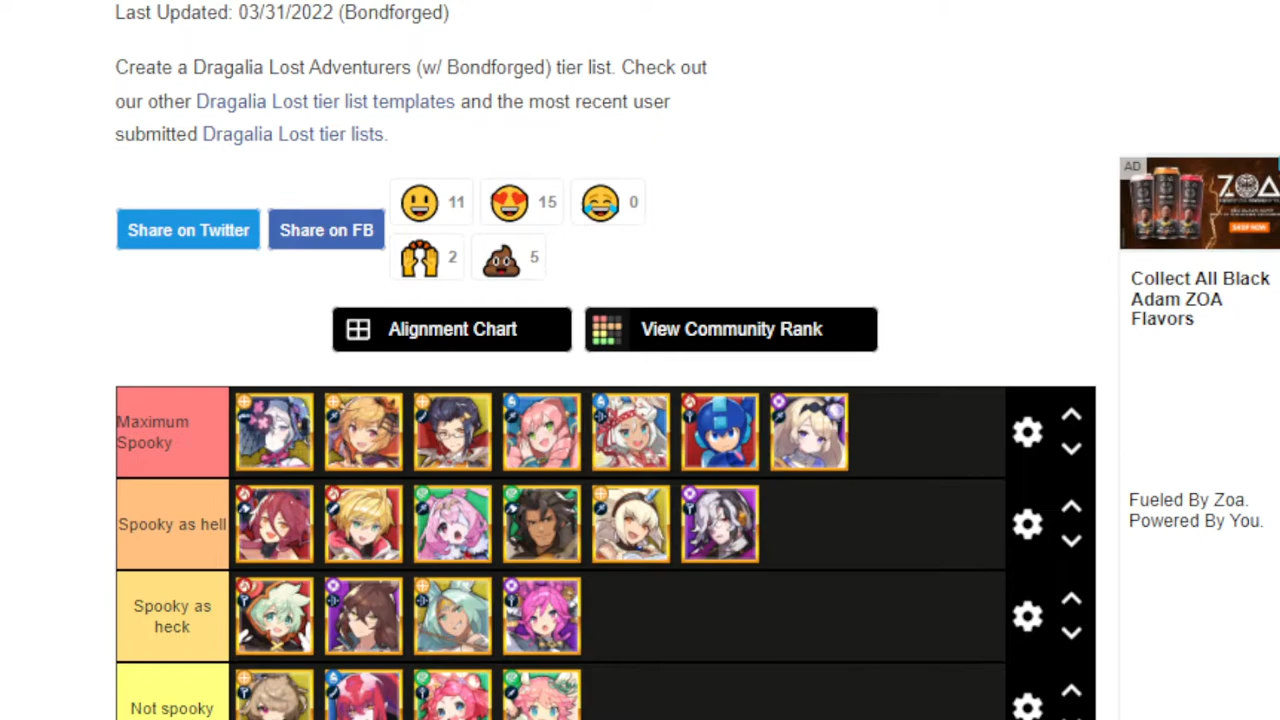 Last Updated: 03/31/2022 (Bondforged)
Create a Dragalia Lost Adventurers (w/ Bondforged) tier list. Check out
our other Dragalia Lost tier list templates and the most recent user
submitted Dragalia Lost tier lists.
Share on Twitter
Share on FB
11
15
0
2
5
AD
ZOA
SHOP NOW
Collect All Black
Adam ZOA
Flavors
Alignment Chart
View Community Rank
Maximum
Spooky
Spooky as hell
Fueled By Zoa.
Powered By You.
Spooky as
heck
Not spooky